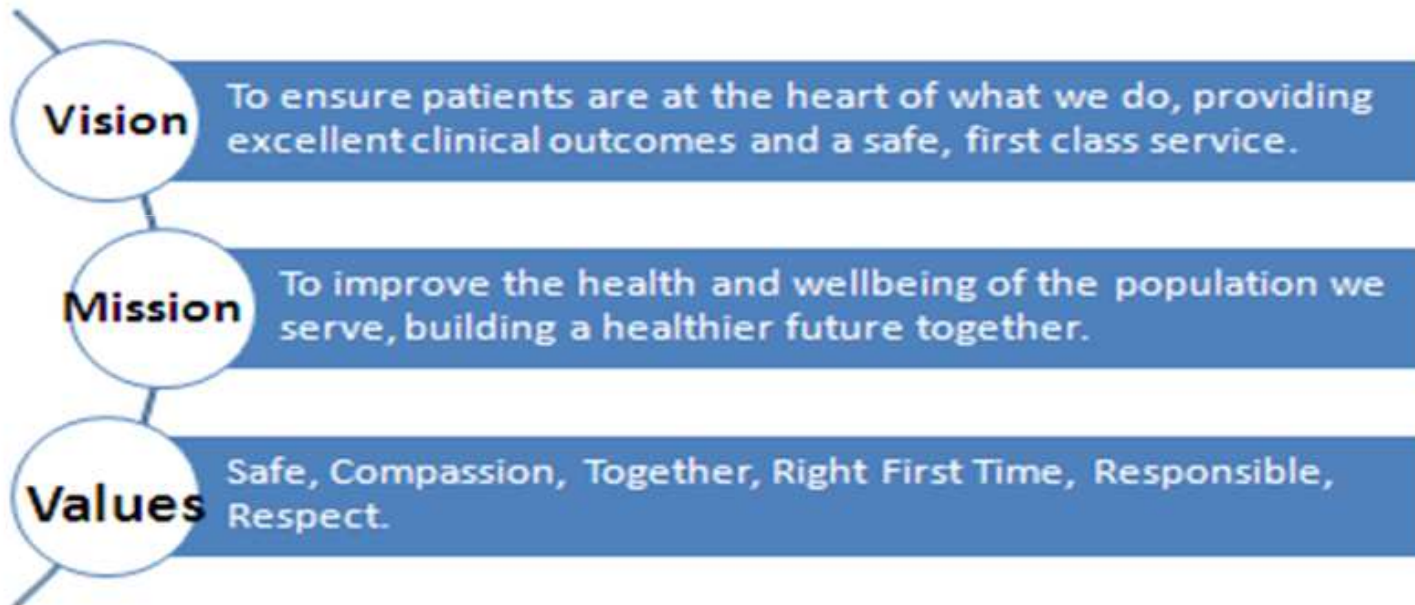 Vision
To ensure patients are at the heart of what we do, providing
excellent clinical outcomes and a safe, first class service.
Mission
To improve the health and wellbeing of the population we
serve, building a healthier future together.
Values
Safe, Compassion, Together, Right First Time, Responsible,
Respect.